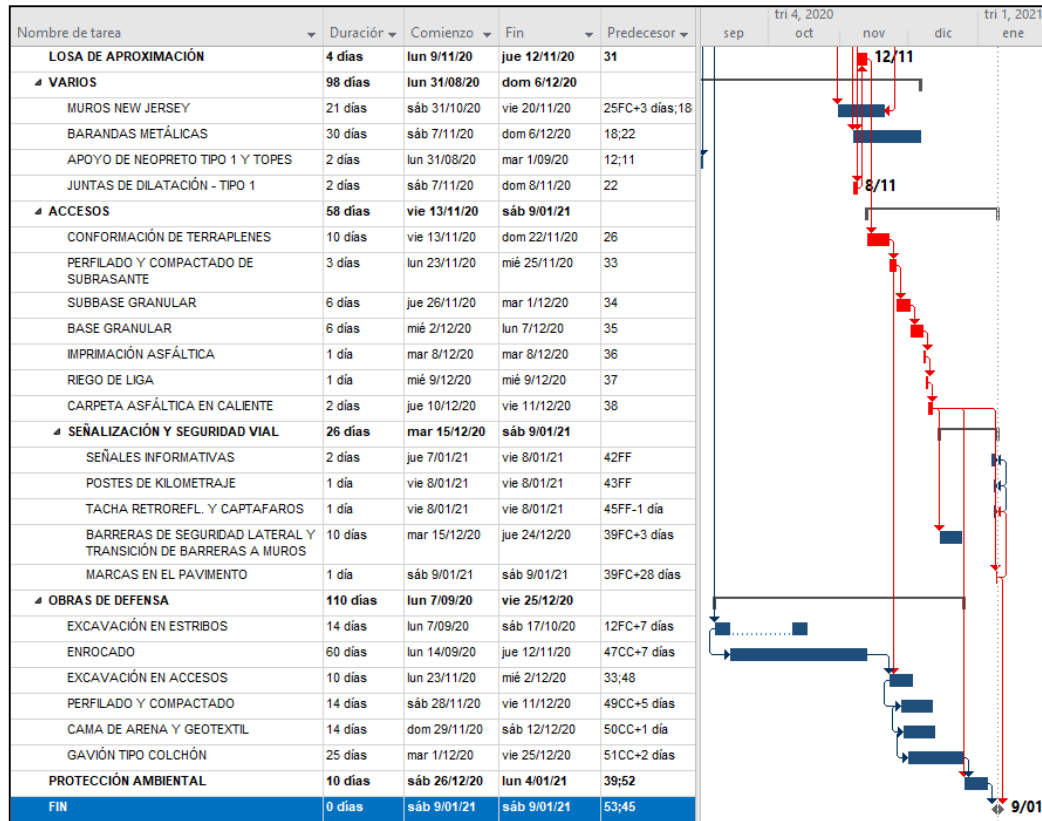 tri 4, 2020 tri 1, 2021
Nombre de tarea Duraciór Comienzo Fin Predecesor sep oct nov dic ene
LOSA DE APROXIMACIÓN 4 días lun 9/11/20 jue 12/11/20 31 12/11
VARIOS 98 días lun 31/08/20 dom 6/12/20
MUROS NEW JERSEY 21 días sáb 31/10/20 vie 20/11/20 25FC+3 días;18
BARANDAS METÁLICAS 30 días sáb 7/11/20 dom 6/12/20 18;22
APOYO DE NEOPRETO TIPO 1 Y TOPES 2 días lun 31/08/20 mar 1/09/20 12;11
JUNTAS DE DILATACIÓN - TIPO 1 2 días sáb 7/11/20 dom 8/11/20 22 8/11
ACCESOS 58 días vie 13/11/20 sáb 9/01/21
CONFORMACIÓN DE TERRAPLENES 10 días vie 13/11/20 dom 22/11/20 26
PERFILADO Y COMPACTADO DE 3 días lun 23/11/20 mié 25/11/20 33
SUBRASANTE
SUBBASE GRANULAR 6 días jue 26/11/20 mar 1/12/20 34
BASE GRANULAR 6 días mié 2/12/20 lun 7/12/20 35
IMPRIMACIÓN ASFÁLTICA 1 día mar 8/12/20 mar 8/12/20 36
RIEGO DE LIGA 1 día mié 9/12/20 mié 9/12/20 37
CARPETA ASFÁLTICA EN CALIENTE 2 días jue 10/12/20 vie 11/12/20 38
SEÑALIZACIÓN Y SEGURIDAD VIAL 26 días mar 15/12/20 sáb 9/01/21
SEÑALES INFORMATIVAS 2 días jue 7/01/21 vie 8/01/21 42FF
POSTES DE KILOMETRAJE 1 día vie 8/01/21 vie 8/01/21 43FF
TACHA RETROREFL. Y CAPTAFAROS 1 día vie 8/01/21 vie 8/01/21 45FF-1 día
BARRERAS DE SEGURIDAD LATERAL Y 10 días mar 15/12/20 jue 24/12/20 39FC+3 días
TRANSICIÓN DE BARRERAS A MUROS
MARCAS EN EL PAVIMENTO 1 día sáb 9/01/21 sáb 9/01/21 39FC+28 días
OBRAS DE DEFENSA 110 días lun 7/09/20 vie 25/12/20
EXCAVACIÓN EN ESTRIBOS 14 días lun 7/09/20 sáb 17/10/20 12FC+7 días
ENROCADO 60 días lun 14/09/20 jue 12/11/20 47CC+7 días
EXCAVACIÓN EN ACCESOS 10 días lun 23/11/20 mié 2/12/20 33;48
PERFILADO Y COMPACTADO 14 días sáb 28/11/20 vie 11/12/20 49CC+5 días
CAMA DE ARENA Y GEOTEXTIL 14 días dom 29/11/20 sáb 12/12/20 50CC+1 día
GAVIÓN TIPO COLCHÓN 25 días mar 1/12/20 vie 25/12/20 51CC+2 días
PROTECCIÓN AMBIENTAL 10 días sáb 26/12/20 lun 4/01/21 39;52
FIN 0 días sáb 9/01/21 sáb 9/01/21 53;45 9/01